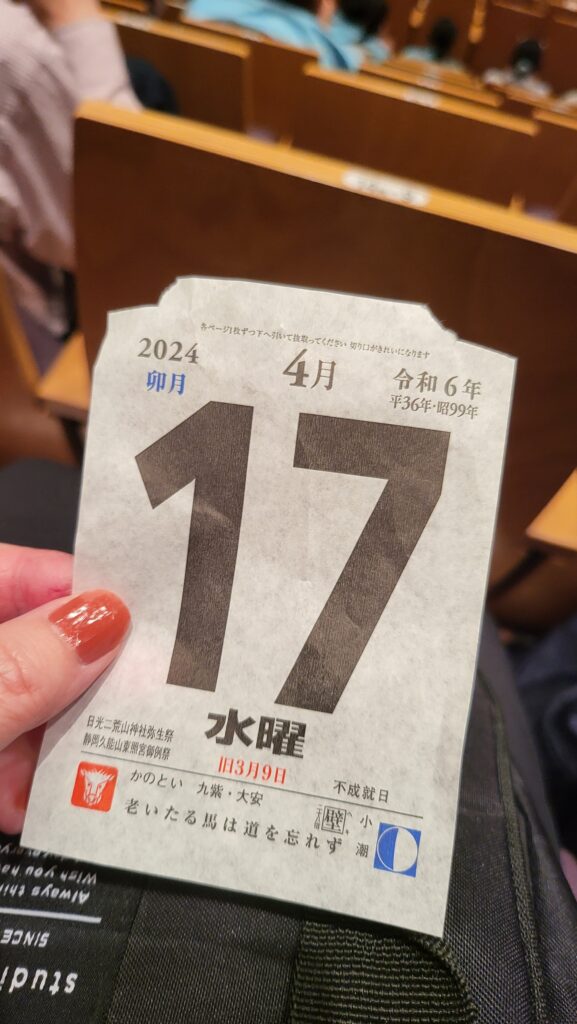 各ページ1枚ずつ下へ引いて抜取ってください 切り口がきれいになります
2024 4月 令和6年
卯月 平36年・昭99年
17
水曜
日光二荒山神社弥生祭
静岡久能山東照宮御例祭
旧3月9日 不成就日
かのとい 九紫・大安 壁 小潮
老いたる馬は道を忘れず
Always thi
Wish you ha
SINCE
studi